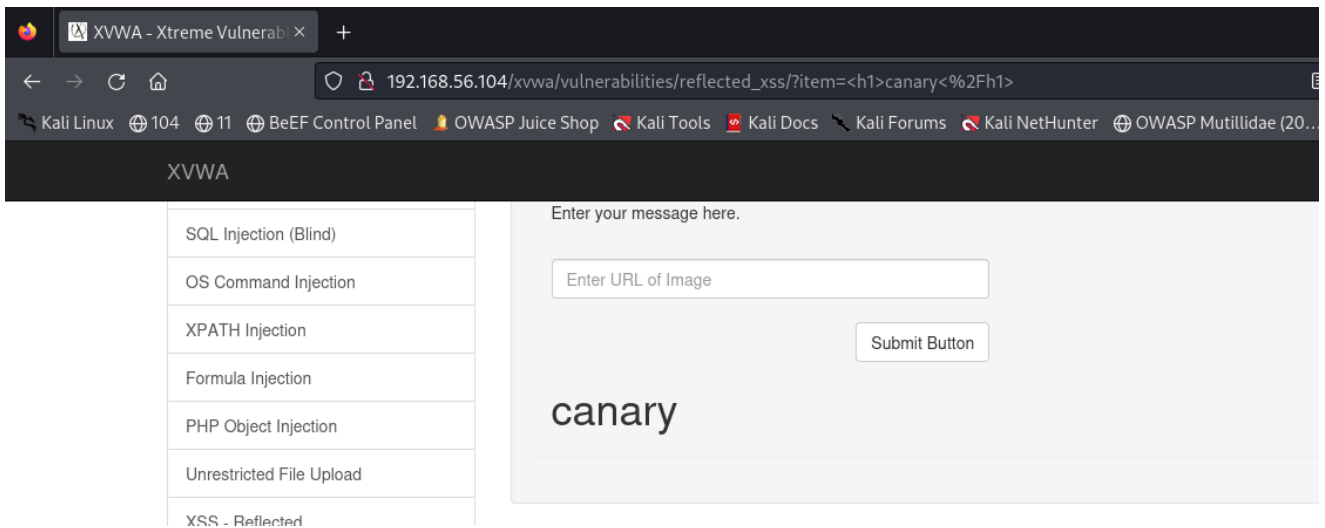 XVWA - Xtreme Vulnerabl
192.168.56.104/xvwa/vulnerabilities/reflected_xss/?item=<h1>canary<%2Fh1>
Kali Linux 104 11 BeEF Control Panel OWASP Juice Shop Kali Tools Kali Docs Kali Forums Kali NetHunter OWASP Mutillidae (20...
XVWA
Enter your message here.
SQL Injection (Blind)
Enter URL of Image
OS Command Injection
XPATH Injection
Submit Button
Formula Injection
canary
PHP Object Injection
Unrestricted File Upload
XSS - Reflected